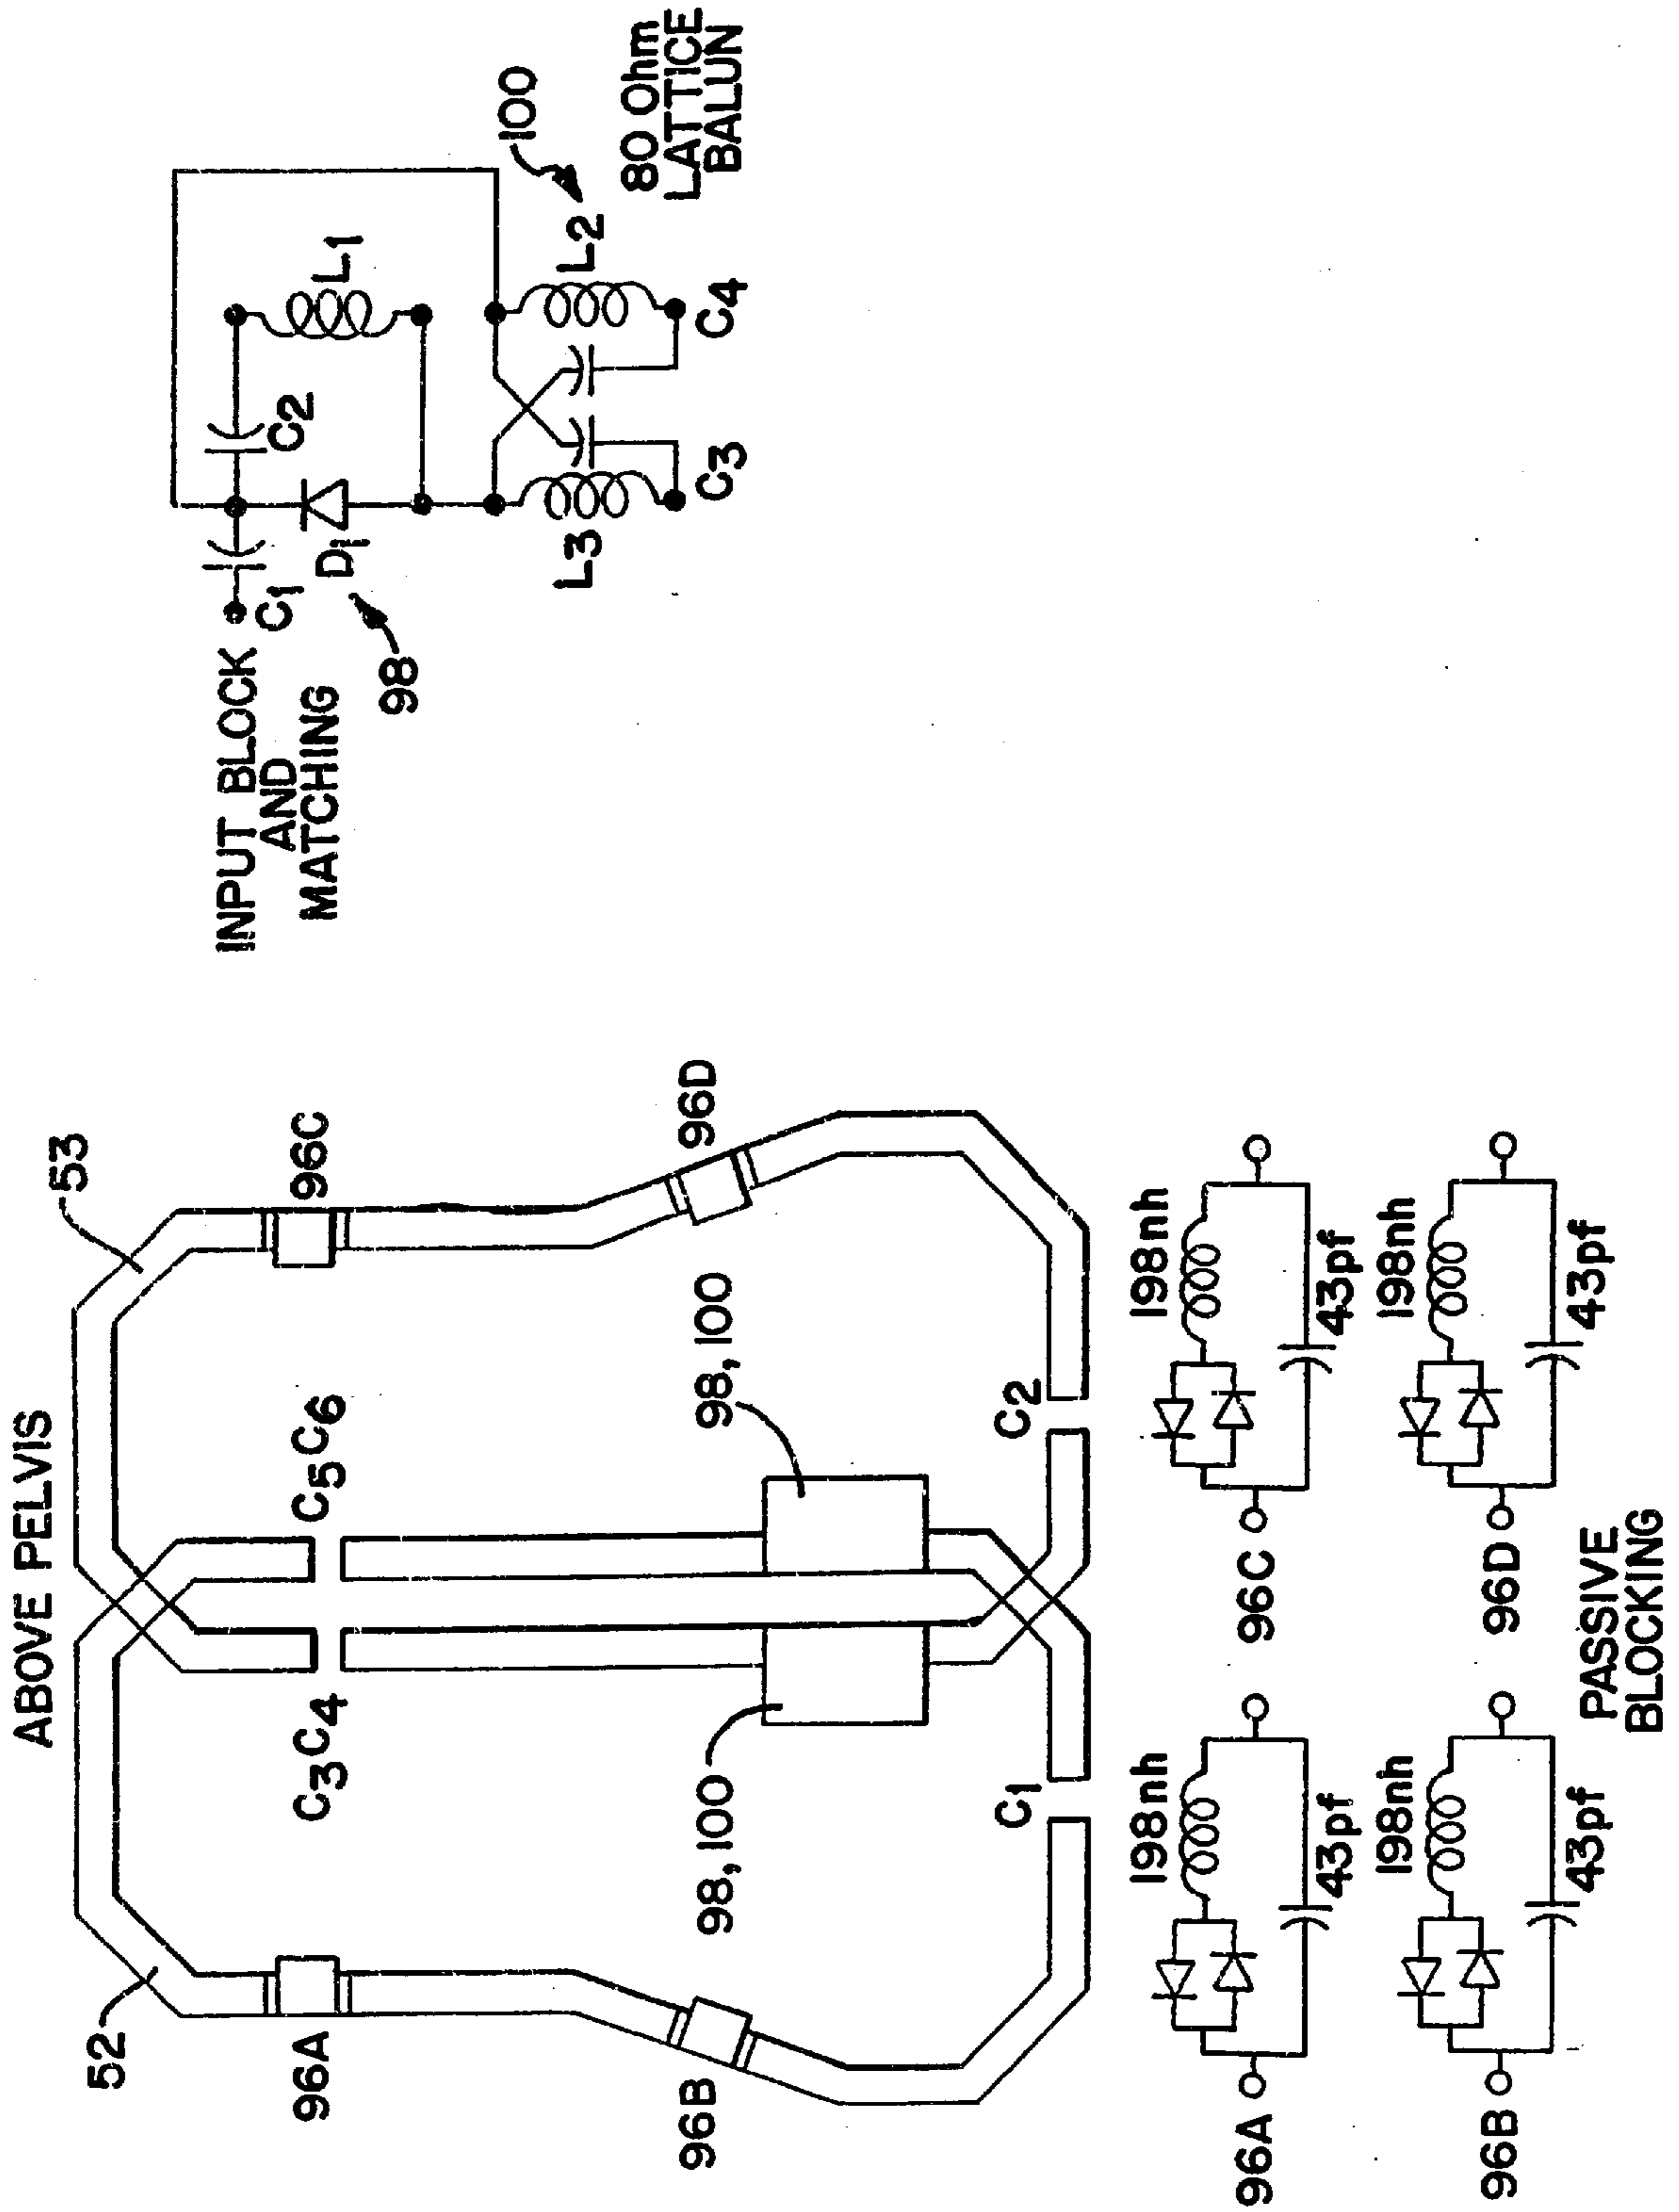 ABOVE PELVIS
52
53
96A
C3C4
C5C6
96C
96B
98, 100
98, 100
96D
C1
C2
96A
198nh
43pf
96C
198nh
43pf
96B
198nh
43pf
96D
198nh
43pf
PASSIVE
BLOCKING
INPUT BLOCK
AND
MATCHING
C1
C2
L1
D1
98
L3
L2
100
C3
C4
80 Ohm
LATTICE
BALUN